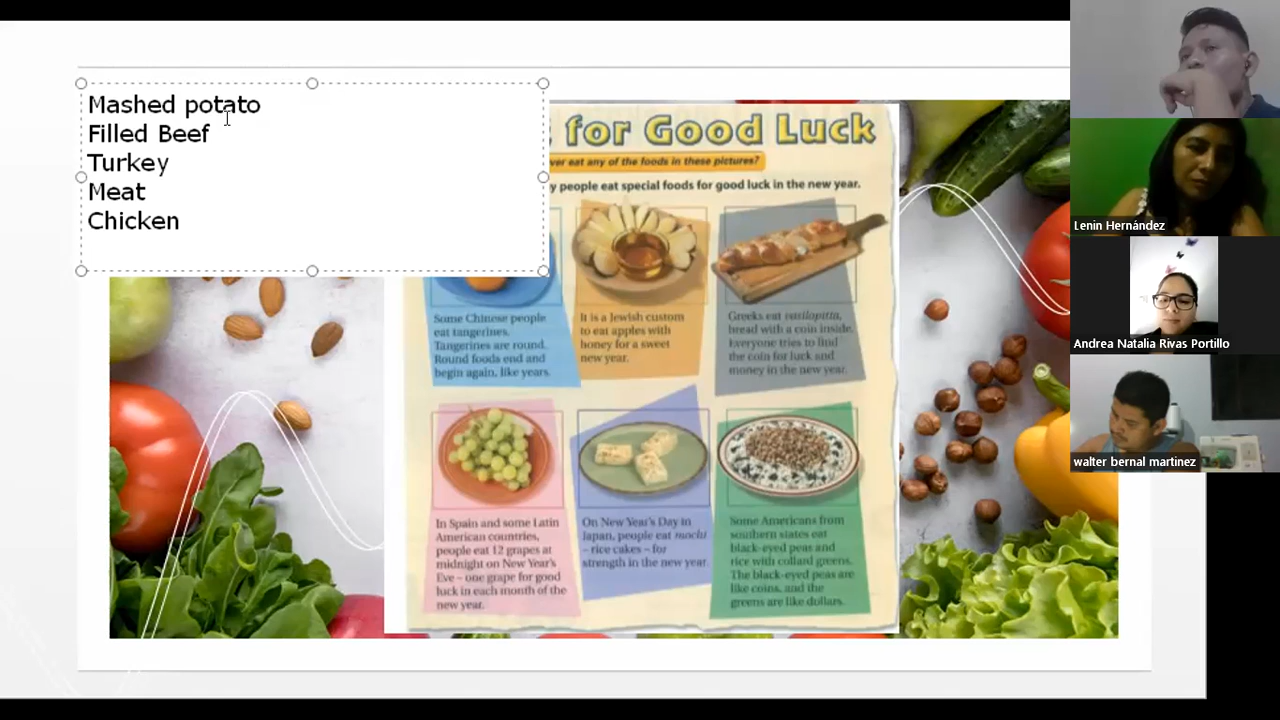 Mashed potato
Filled Beef
Turkey
Meat
Chicken
for Good Luck
ver eat any of the foods in these pictures?
y people eat special foods for good luck in the new year.
Some Chinese people
eat tangerines.
Tangerines are round.
Round foods end and
begin again, like years.
It is a Jewish custom
to eat apples with
honey for a sweet
new year.
Greeks eat vasilopitta,
bread with a coin inside.
Everyone tries to find
the coin for luck and
money in the new year.
In Spain and some Latin
American countries,
people eat 12 grapes at
midnight on New Year's
Eve – one grape for good
luck in each month of the
new year.
On New Year's Day in
Japan, people eat mochi
– rice cakes – for
strength in the new year.
Some Americans from
southern states eat
black-eyed peas and
rice with collard greens.
The black-eyed peas are
like coins, and the
greens are like dollars.
Lenin Hernández
Andrea Natalia Rivas Portillo
walter bernal martinez